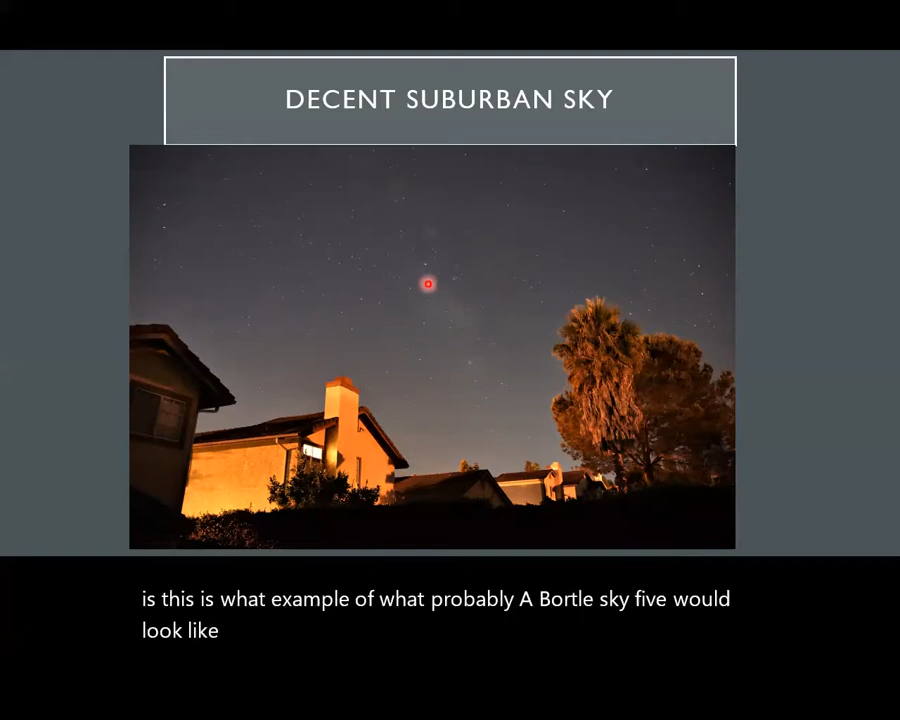 DECENT SUBURBAN SKY
is this is what example of what probably A Bortle sky five would
look like